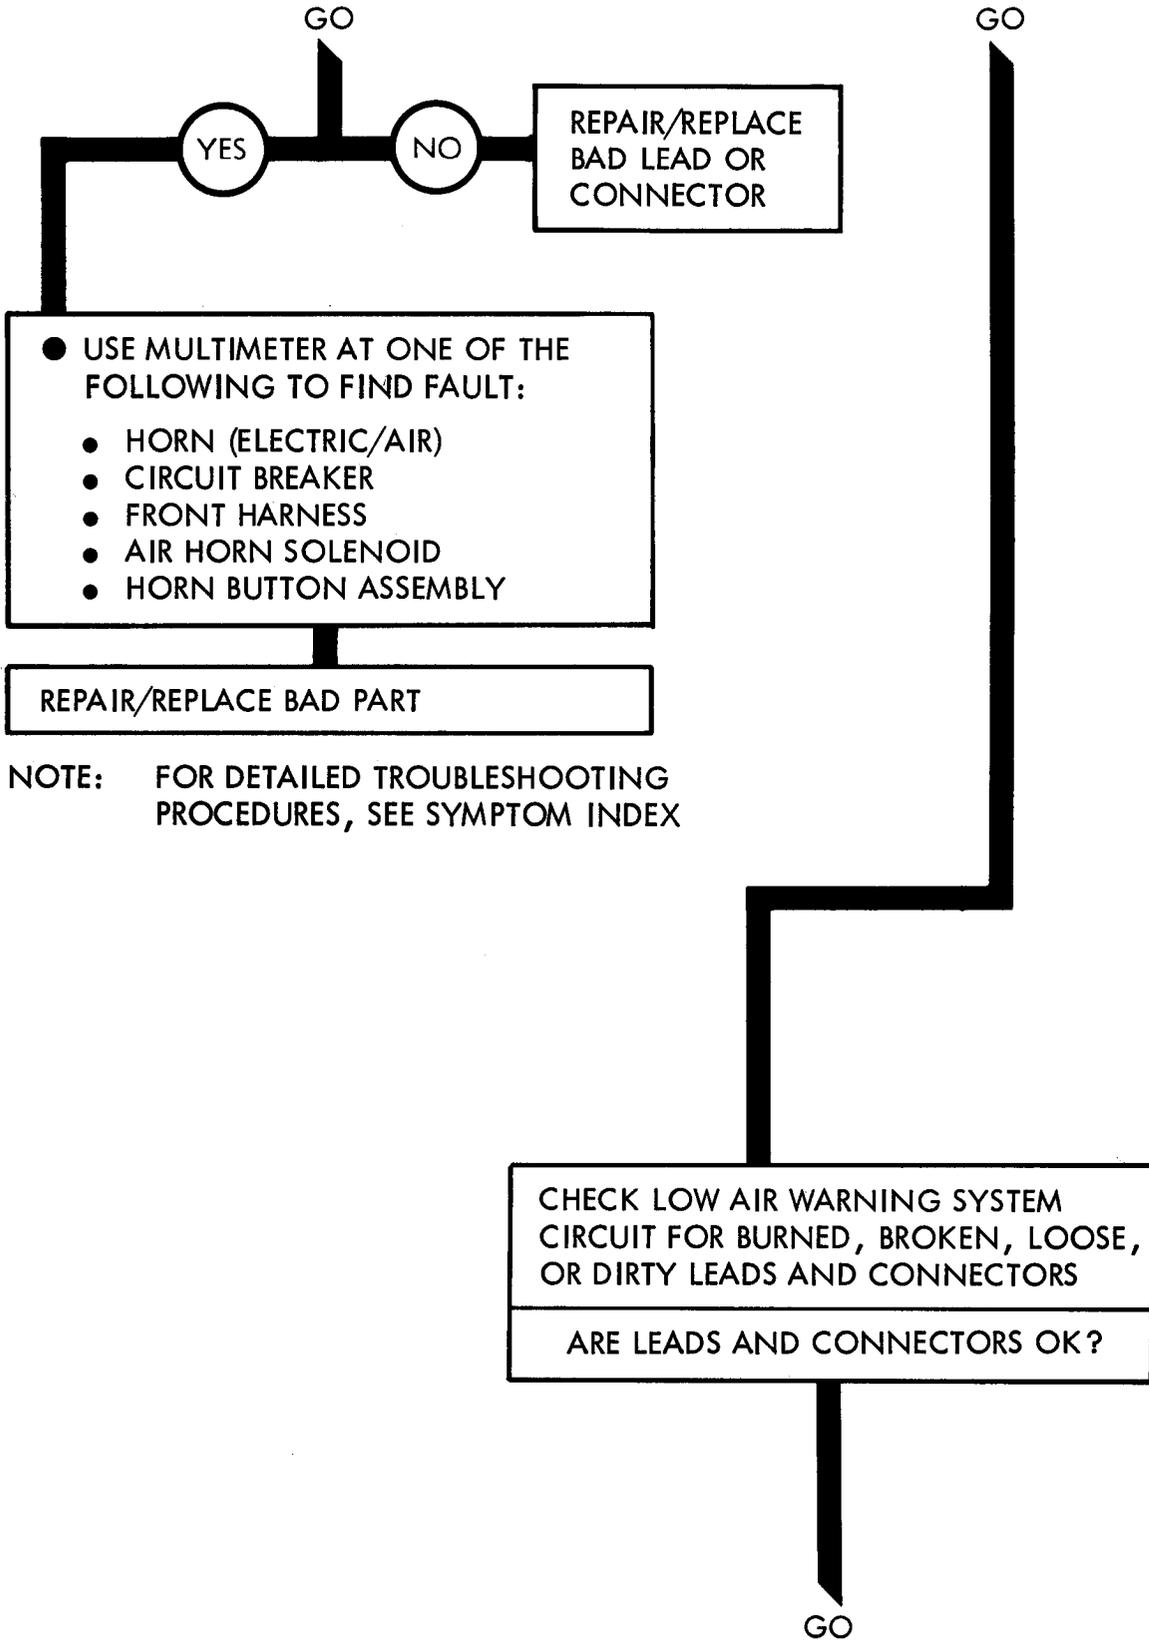 GO
GO
YES
NO
REPAIR/REPLACE
BAD LEAD OR
CONNECTOR
● USE MULTIMETER AT ONE OF THE
FOLLOWING TO FIND FAULT:
● HORN (ELECTRIC/AIR)
● CIRCUIT BREAKER
● FRONT HARNESS
● AIR HORN SOLENOID
● HORN BUTTON ASSEMBLY
REPAIR/REPLACE BAD PART
NOTE: FOR DETAILED TROUBLESHOOTING
PROCEDURES, SEE SYMPTOM INDEX
CHECK LOW AIR WARNING SYSTEM
CIRCUIT FOR BURNED, BROKEN, LOOSE,
OR DIRTY LEADS AND CONNECTORS
ARE LEADS AND CONNECTORS OK?
GO